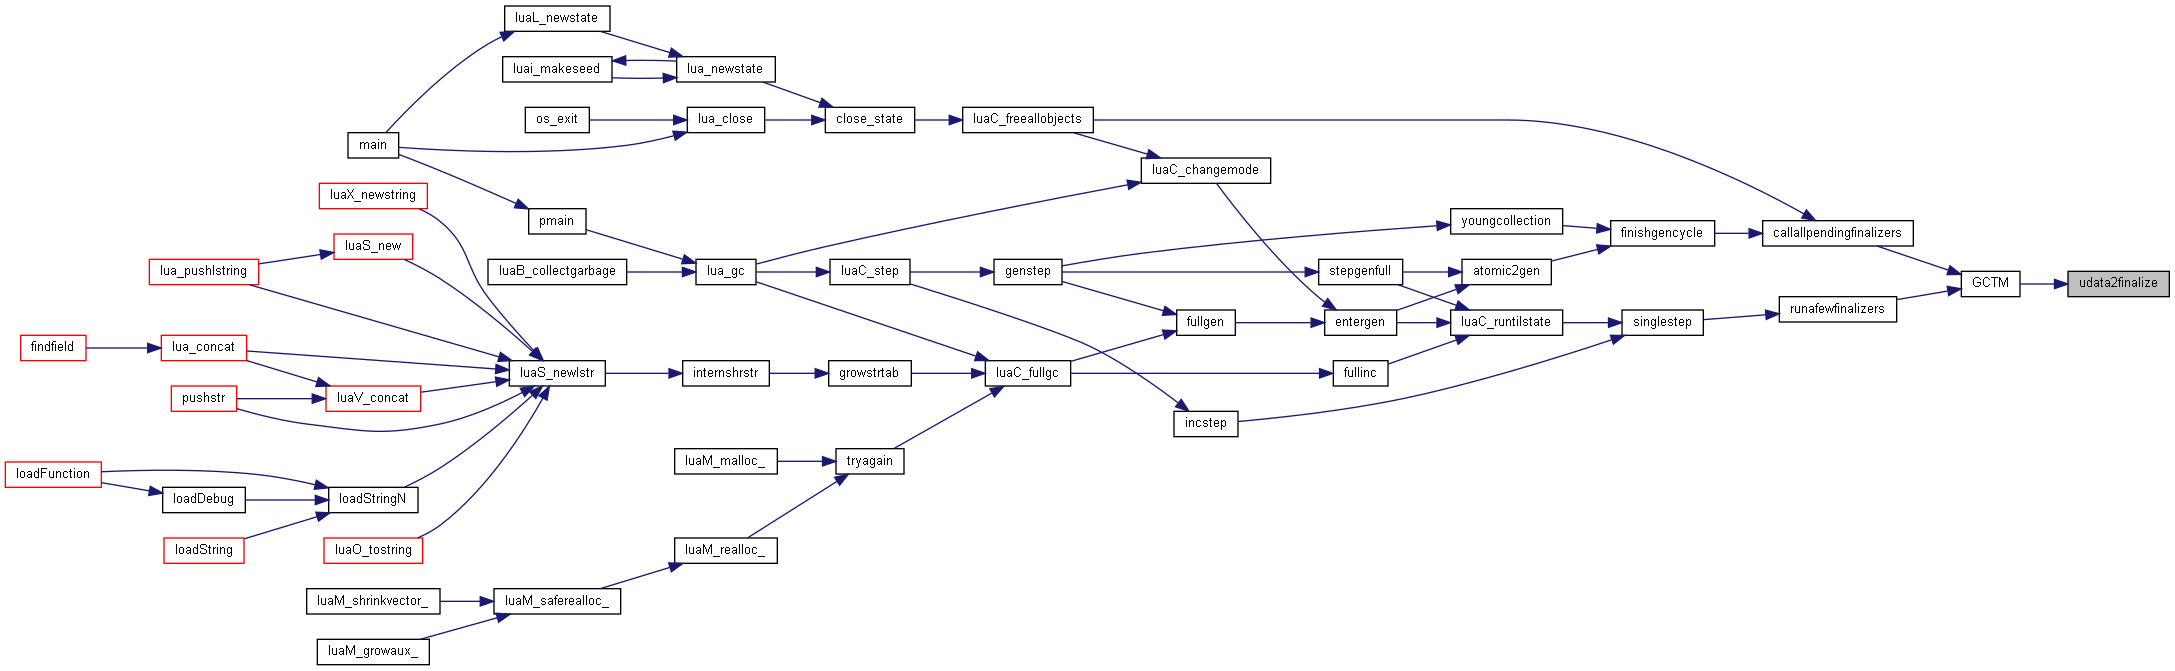 luaL_newstate
luai_makeseed
lua_newstate
os_exit
lua_close
close_state
luaC_freeallobjects
main
luaC_changemode
luaX_newstring
pmain
youngcollection
finishgencycle
callallpendingfinalizers
luaS_new
lua_pushlstring
luaB_collectgarbage
lua_gc
luaC_step
genstep
stepgenfull
atomic2gen
GCTM
udata2finalize
runafewfinalizers
fullgen
entergen
luaC_runtilstate
singlestep
findfield
lua_concat
luaS_newlstr
internshrstr
growstrtab
luaC_fullgc
fullinc
pushstr
luaV_concat
incstep
loadFunction
luaM_malloc_
tryagain
loadDebug
loadStringN
loadString
luaO_tostring
luaM_realloc_
luaM_shrinkvector_
luaM_saferealloc_
luaM_growaux_